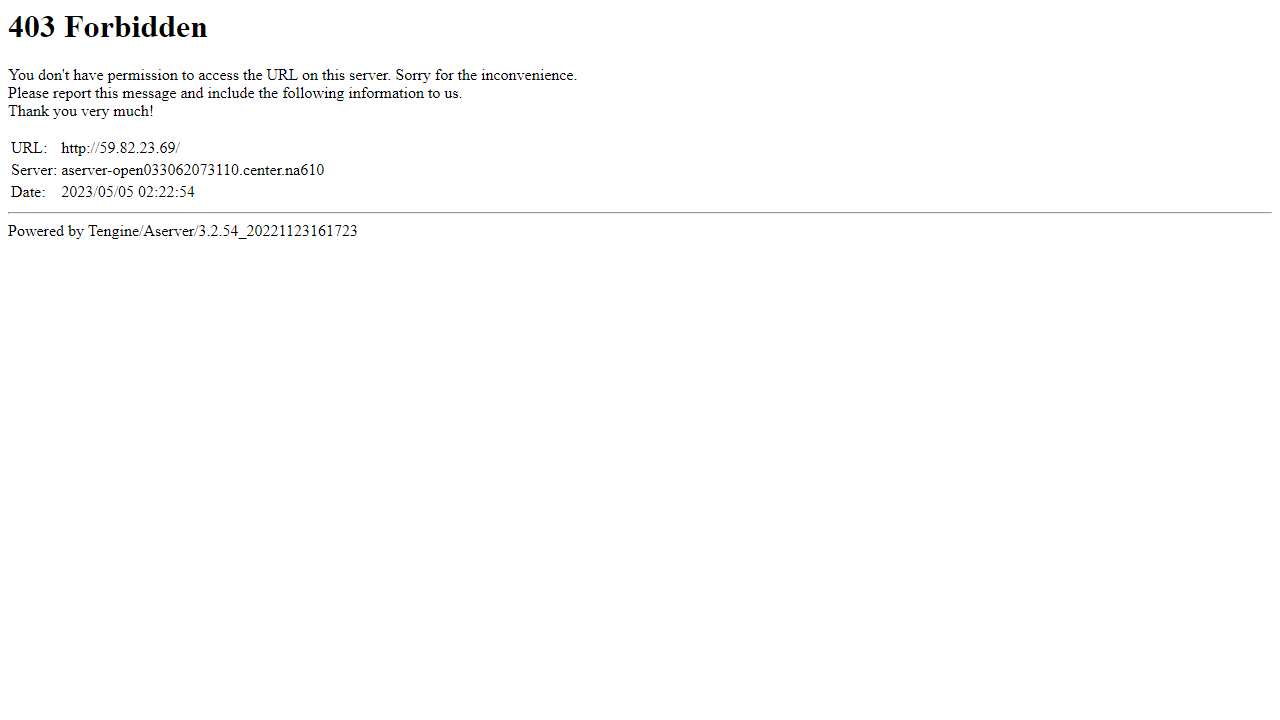 403 Forbidden
You don't have permission to access the URL on this server. Sorry for the inconvenience.
Please report this message and include the following information to us.
Thank you very much!
URL: http://59.82.23.69/
Server: aserver-open033062073110.center.na610
Date: 2023/05/05 02:22:54
Powered by Tengine/Aserver/3.2.54_20221123161723